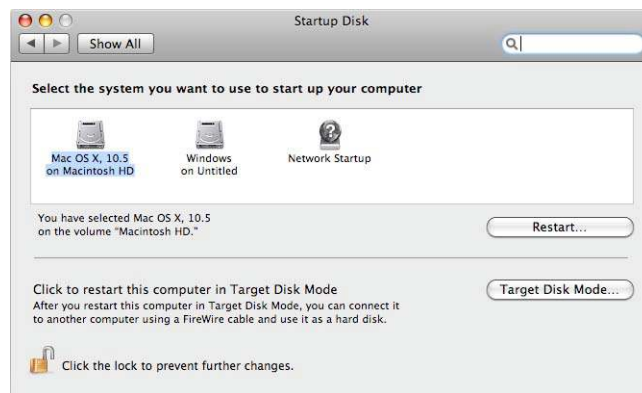 Startup Disk
Show All
Select the system you want to use to start up your computer
Mac OS X, 10.5
on Macintosh HD
Windows
on Untitled
Network Startup
You have selected Mac OS X, 10.5
on the volume “Macintosh HD.”
Restart...
Click to restart this computer in Target Disk Mode
Target Disk Mode...
After you restart this computer in Target Disk Mode, you can connect it
to another computer using a FireWire cable and use it as a hard disk.
Click the lock to prevent further changes.